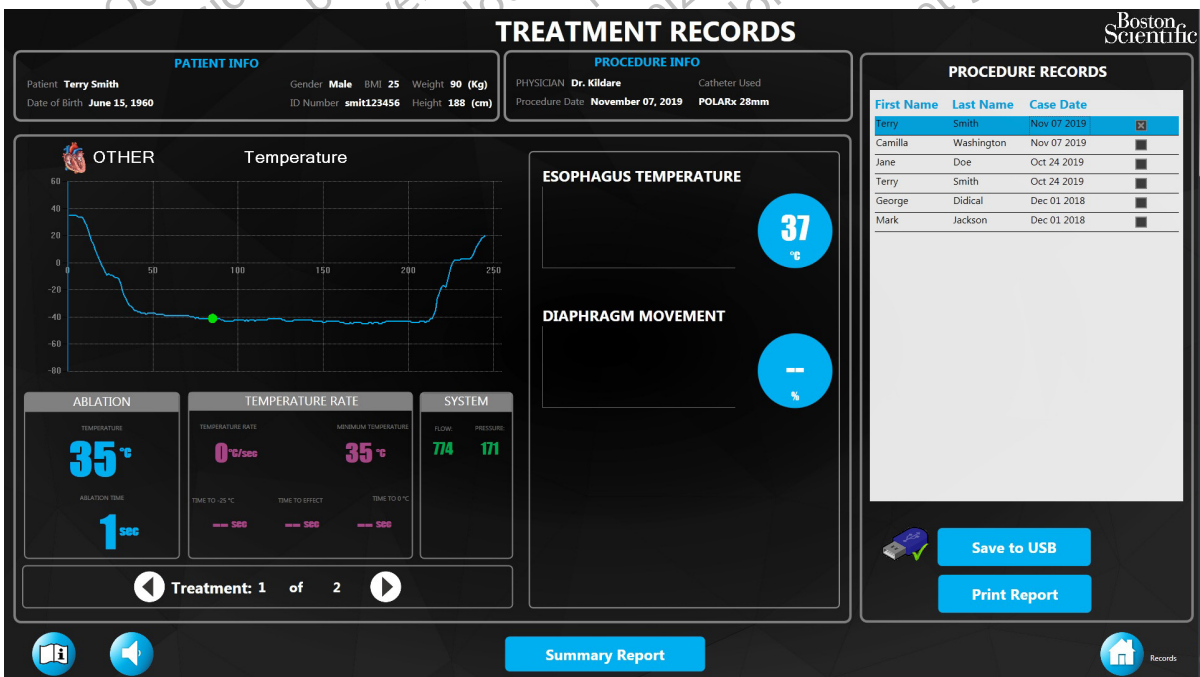 TREATMENT RECORDS
Boston
Scientific
PATIENT INFO
Patient Terry Smith Gender Male BMI 25 Weight 90 (Kg)
Date of Birth June 15, 1960 ID Number smit123456 Height 188 (cm)
PROCEDURE INFO
PHYSICIAN Dr. Kildare Catheter Used
Procedure Date November 07, 2019 POLARx 28mm
OTHER Temperature
60
40
20
0
0 50 100 150 200 250
-20
-40
-60
-80
ABLATION
TEMPERATURE
35 °C
ABLATION TIME
1 sec
TEMPERATURE RATE
TEMPERATURE RATE MINIMUM TEMPERATURE
0 °C/sec 35 °C
TIME TO -25 °C TIME TO EFFECT TIME TO 0 °C
-- sec -- sec -- sec
SYSTEM
FLOW: PRESSURE:
774 171
Treatment: 1 of 2
ESOPHAGUS TEMPERATURE
37
°C
DIAPHRAGM MOVEMENT
--
%
PROCEDURE RECORDS
First Name Last Name Case Date
Terry Smith Nov 07 2019
Camilla Washington Nov 07 2019
Jane Doe Oct 24 2019
Terry Smith Oct 24 2019
George Didical Dec 01 2018
Mark Jackson Dec 01 2018
Save to USB
Print Report
Summary Report
Records